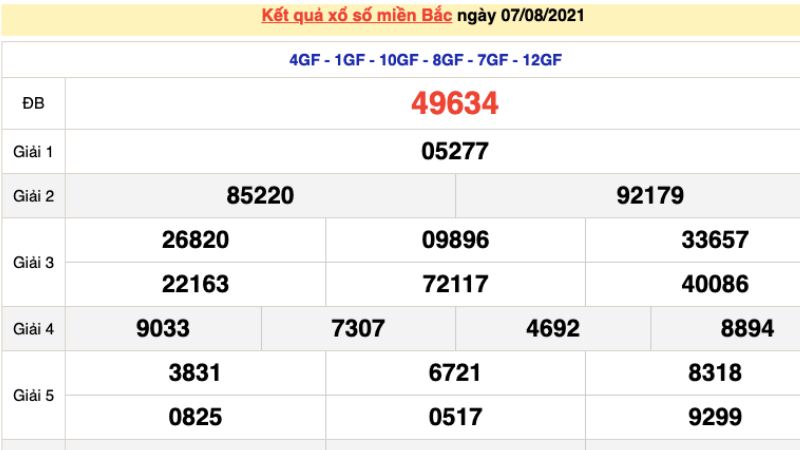 Kết quả xổ số miền Bắc ngày 07/08/2021
4GF - 1GF - 10GF - 8GF - 7GF - 12GF
ĐB 49634
Giải 1 05277
Giải 2 85220 92179
Giải 3 26820 09896 33657
22163 72117 40086
Giải 4 9033 7307 4692 8894
Giải 5 3831 6721 8318
0825 0517 9299